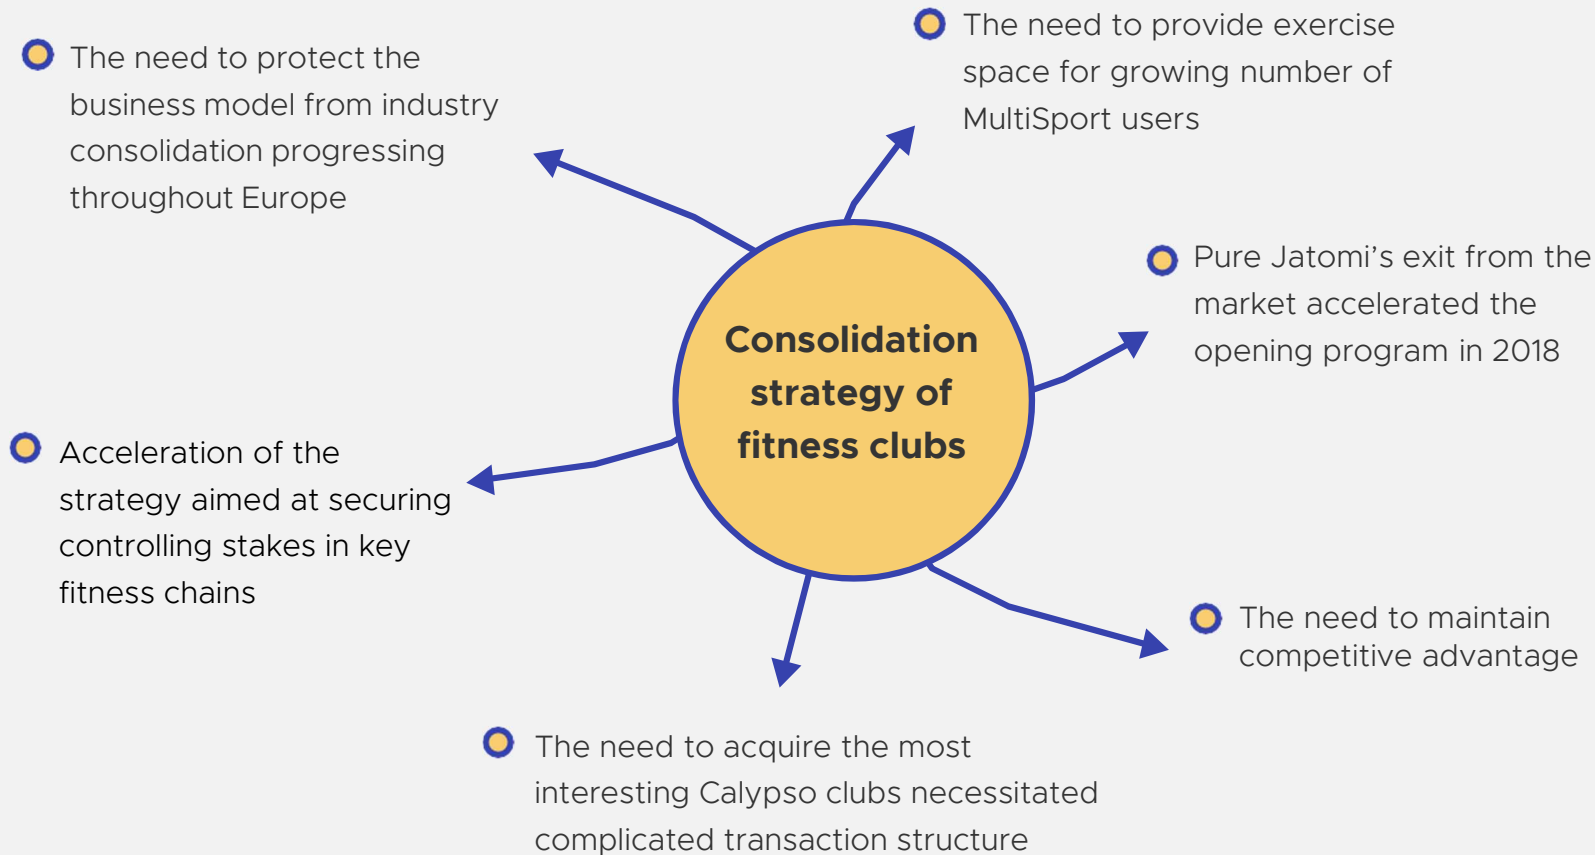 The need to protect the
business model from industry
consolidation progressing
throughout Europe
The need to provide exercise
space for growing number of
MultiSport users
Pure Jatomi’s exit from the
market accelerated the
opening program in 2018
Consolidation
strategy of
fitness clubs
Acceleration of the
strategy aimed at securing
controlling stakes in key
fitness chains
The need to maintain
competitive advantage
The need to acquire the most
interesting Calypso clubs necessitated
complicated transaction structure